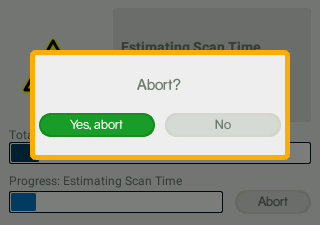 Estimating Scan Time
Abort?
Yes, abort
No
Tota
Progress: Estimating Scan Time
Abort